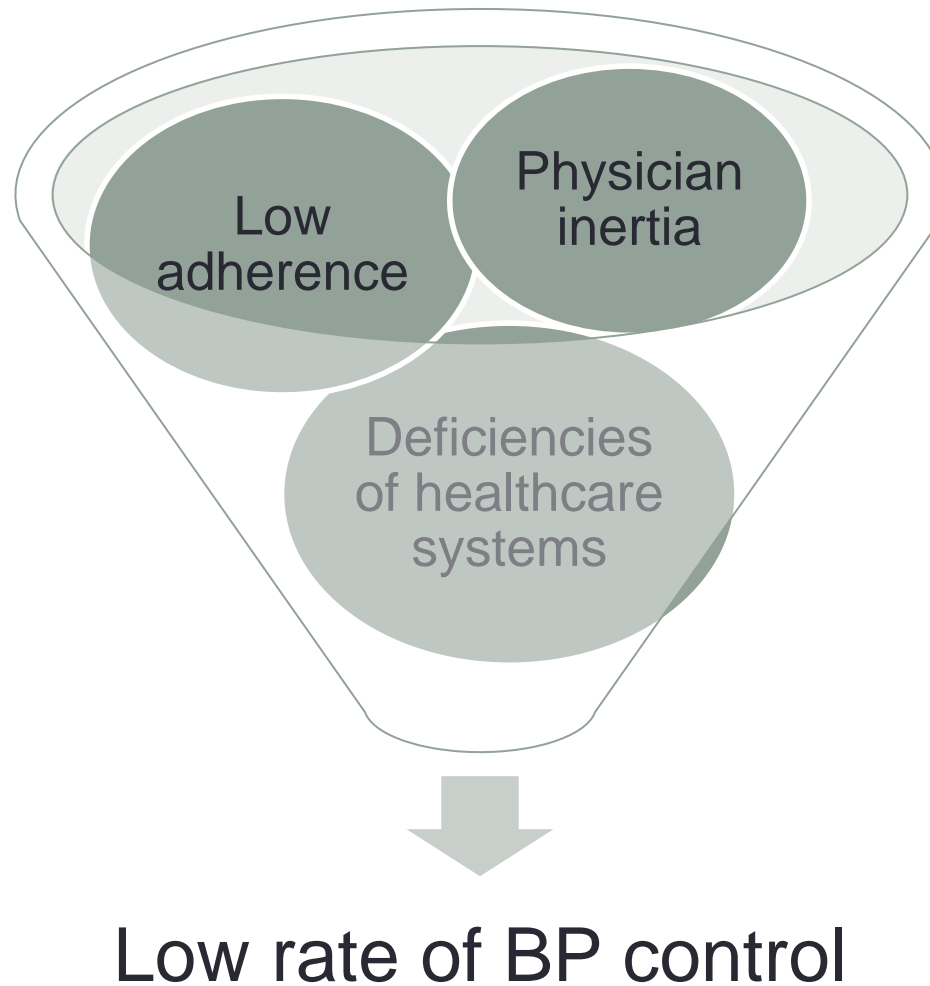 Low
adherence
Physician
inertia
Deficiencies
of healthcare
systems
Low rate of BP control